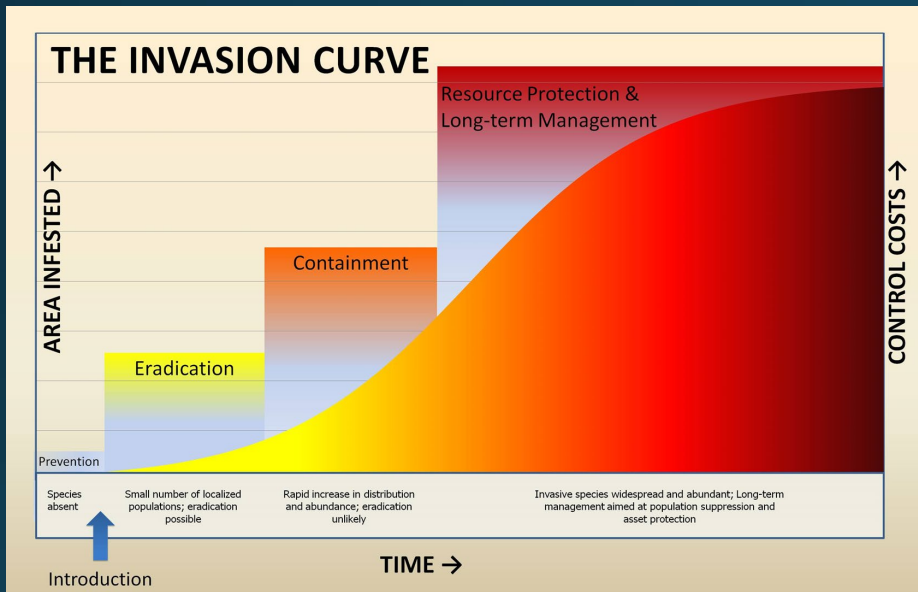 THE INVASION CURVE
Resource Protection &
Long-term Management
AREA INFESTED →
CONTROL COSTS →
Containment
Eradication
Prevention
Species
absent
Small number of localized
populations; eradication
possible
Rapid increase in distribution
and abundance; eradication
unlikely
Invasive species widespread and abundant; Long-term
management aimed at population suppression and
asset protection
TIME →
Introduction